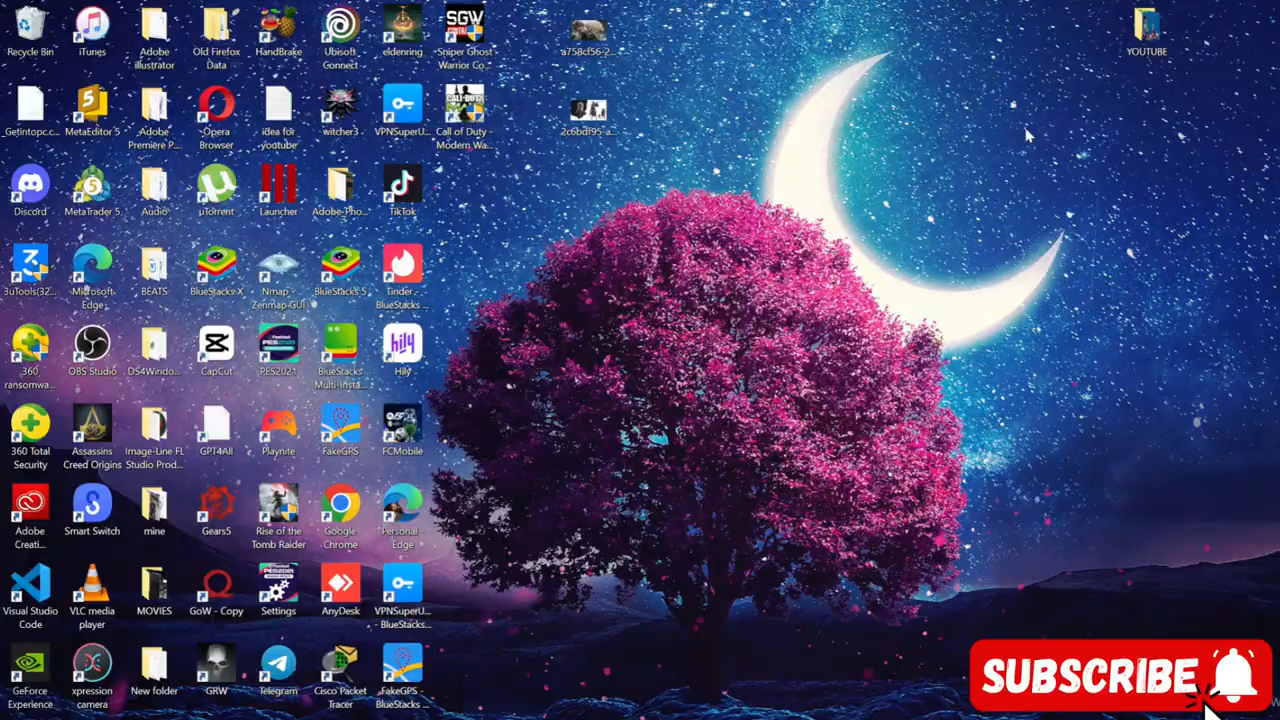 Recycle Bin
iTunes
Adobe
illustrator
Old Firefox
Data
HandBrake
Ubisoft
Connect
eldenring
Sniper Ghost
Warrior Co...
a758cf56-2...
YOUTUBE
_Getintopc.c...
MetaEditor 5
Adobe
Premiere P...
Opera
Browser
idea for
youtube
witcher3
VPNSuperU...
Call of Duty -
Modern Wa...
2c6bdf95-a...
Discord
MetaTrader 5
Audio
µTorrent
Launcher
Adobe-Pho...
TikTok
3uTools(32...
Microsoft
Edge
BEATS
BlueStacks X
Nmap -
Zenmap GUI
BlueStacks 5
Tinder -
BlueStacks ...
360
ransomwa...
OBS Studio
DS4Windo...
CapCut
PES2021
BlueStacks
Multi-Insta...
hily
Hily
360 Total
Security
Assassins
Creed Origins
Image-Line FL
Studio Prod...
GPT4All
Playnite
FakeGPS
FCMobile
Adobe
Creati...
Smart Switch
mine
Gears5
Rise of the
Tomb Raider
Google
Chrome
Personal -
Edge
Visual Studio
Code
VLC media
player
MOVIES
GoW - Copy
Settings
AnyDesk
VPNSuperU...
- BlueStacks...
GeForce
Experience
xpression
camera
New folder
GRW
Telegram
Cisco Packet
Tracer
FakeGPS -
BlueStacks ...
SUBSCRIBE